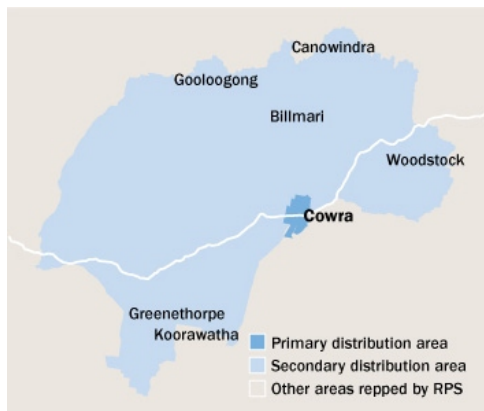 Canowindra
Gooloogong
Billmari
Woodstock
Cowra
Greenethorpe
Koorawatha
Primary distribution area
Secondary distribution area
Other areas repped by RPS